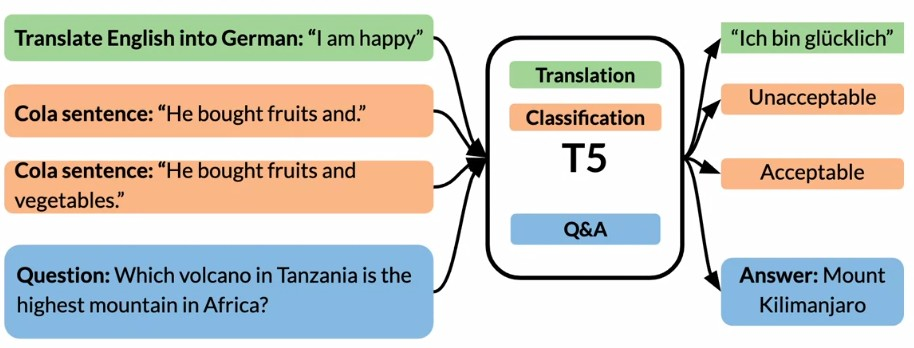 Translate English into German: “I am happy”
Cola sentence: “He bought fruits and.”
Cola sentence: “He bought fruits and
vegetables.”
Question: Which volcano in Tanzania is the
highest mountain in Africa?
Translation
Classification
T5
Q&A
“Ich bin glücklich”
Unacceptable
Acceptable
Answer: Mount
Kilimanjaro